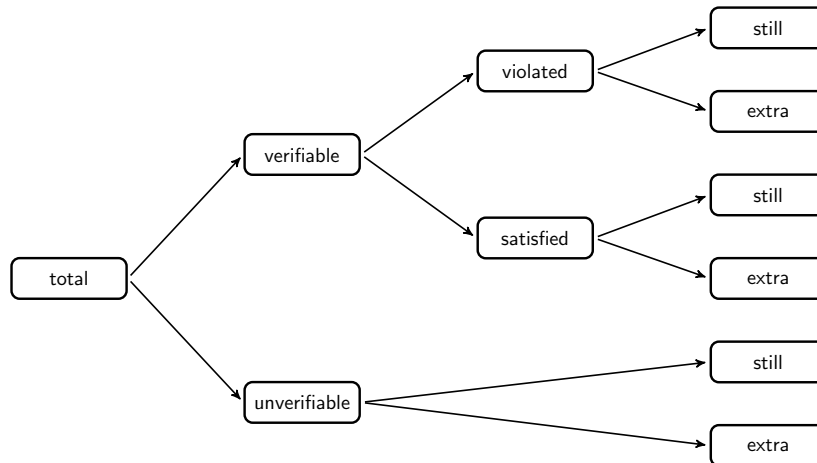 still
violated
extra
verifiable
still
satisfied
extra
total
still
unverifiable
extra